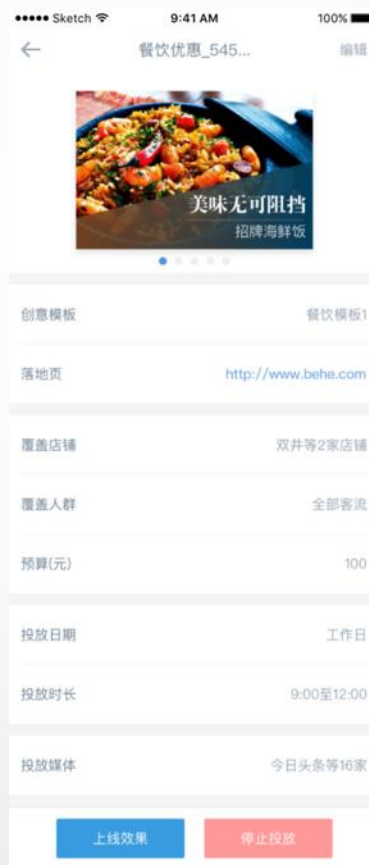 Sketch 9:41 AM 100%
餐饮优惠_545... 编辑
美味无可阻挡
招牌海鲜饭
创意模板 餐饮模板1
落地页 http://www.behe.com
覆盖店铺 双井等2家店铺
覆盖人群 全部客流
预算(元) 100
投放日期 工作日
投放时长 9:00至12:00
投放媒体 今日头条等16家
上线效果 停止投放